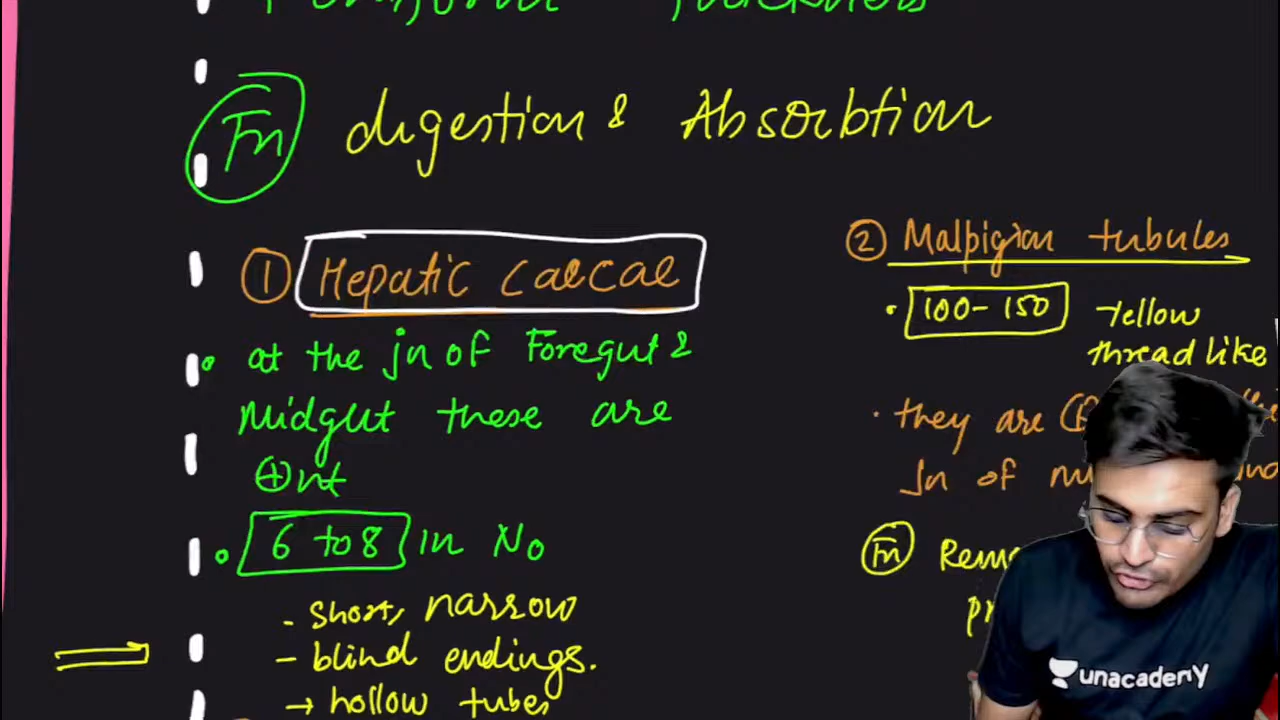 Fn digestion & Absorbtion
① Hepatic caecae
• at the jn of Foregut &
Midgut these are
⊕nt
• 6 to 8 in No
- short, narrow
- blind endings.
→ hollow tubes
② Malpigian tubules
• 100-150 Yellow
thread like
• they are
Jn of
Fn
unacademy